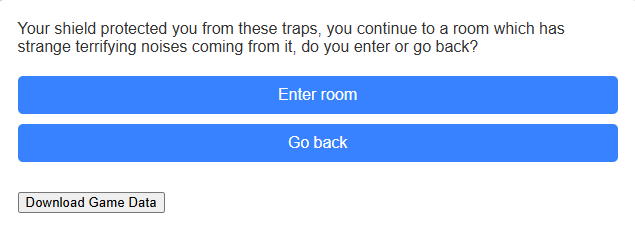 Your shield protected you from these traps, you continue to a room which has
strange terrifying noises coming from it, do you enter or go back?
Enter room
Go back
Download Game Data